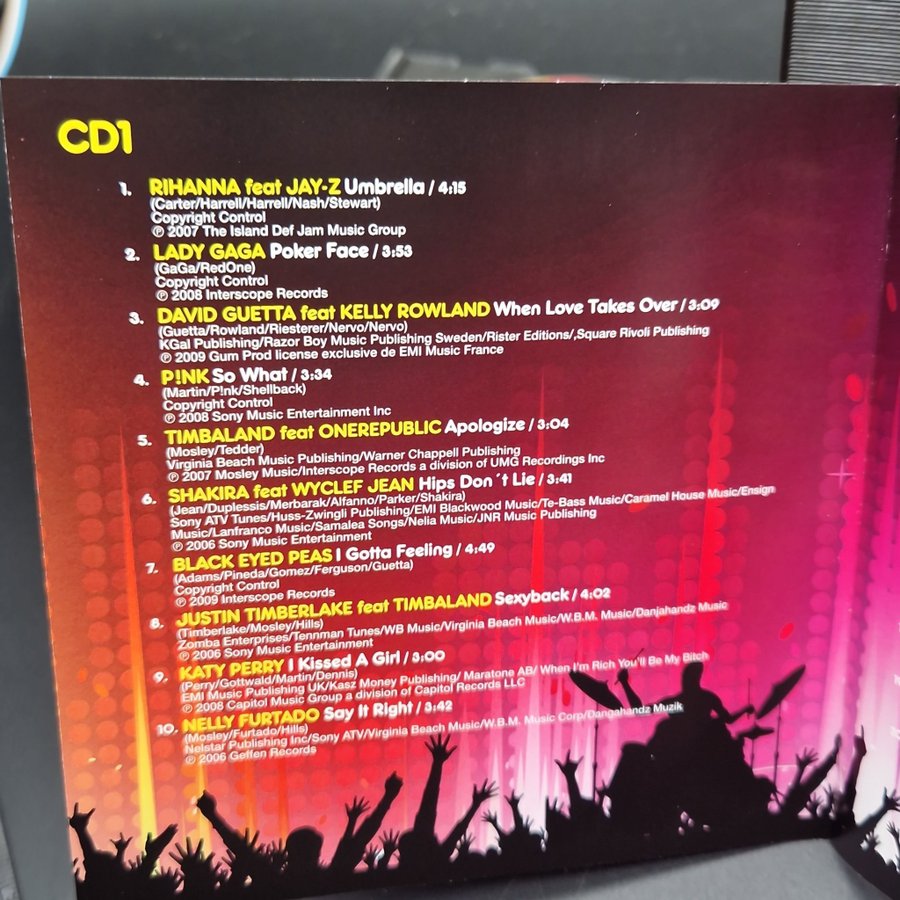 CD1
1. RIHANNA feat JAY-Z Umbrella / 4:15
(Carter/Harrell/Harrell/Nash/Stewart)
Copyright Control
℗ 2007 The Island Def Jam Music Group
2. LADY GAGA Poker Face / 3:53
(GaGa/RedOne)
Copyright Control
℗ 2008 Interscope Records
3. DAVID GUETTA feat KELLY ROWLAND When Love Takes Over / 3:09
(Guetta/Rowland/Riesterer/Nervo/Nervo)
KGal Publishing/Razor Boy Music Publishing Sweden/Rister Editions/,Square Rivoli Publishing
℗ 2009 Gum Prod license exclusive de EMI Music France
4. P!NK So What / 3:34
(Martin/P!nk/Shellback)
Copyright Control
℗ 2008 Sony Music Entertainment Inc
5. TIMBALAND feat ONEREPUBLIC Apologize / 3:04
(Mosley/Tedder)
Virginia Beach Music Publishing/Warner Chappell Publishing
℗ 2007 Mosley Music/Interscope Records a division of UMG Recordings Inc
6. SHAKIRA feat WYCLEF JEAN Hips Don´t Lie / 3:41
(Jean/Duplessis/Merbarak/Alfanno/Parker/Shakira)
Sony ATV Tunes/Huss-Zwingli Publishing/EMI Blackwood Music/Te-Bass Music/Caramel House Music/Ensign
Music/Lanfranco Music/Samalea Songs/Nelia Music/JNR Music Publishing
℗ 2006 Sony Music Entertainment
7. BLACK EYED PEAS I Gotta Feeling / 4:49
(Adams/Pineda/Gomez/Ferguson/Guetta)
Copyright Control
℗ 2009 Interscope Records
8. JUSTIN TIMBERLAKE feat TIMBALAND Sexyback / 4:02
(Timberlake/Mosley/Hills)
Zomba Enterprises/Tennman Tunes/WB Music/Virginia Beach Music/W.B.M. Music/Danjahandz Music
℗ 2006 Sony Music Entertainment
9. KATY PERRY I Kissed A Girl / 3:00
(Perry/Gottwald/Martin/Dennis)
EMI Music Publishing UK/Kasz Money Publishing/ Maratone AB/ When I'm Rich You'll Be My Bitch
℗ 2008 Capitol Music Group a division of Capitol Records LLC
10. NELLY FURTADO Say It Right / 3:42
(Mosley/Furtado/Hills)
Nelstar Publishing Inc/Sony ATV/Virginia Beach Music/W.B.M. Music Corp/Dangahandz Muzik
℗ 2006 Geffen Records